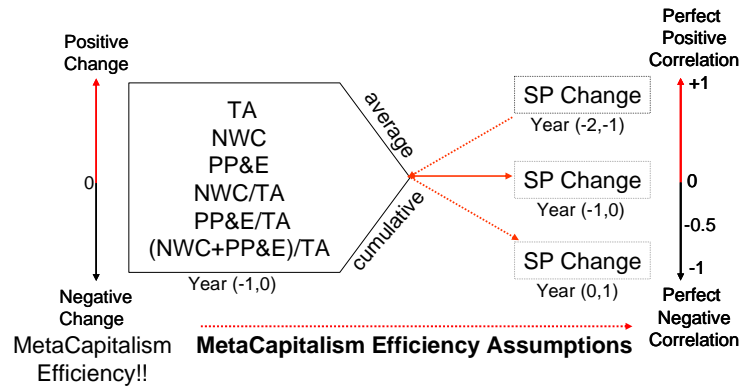 Positive
Change
0
Negative
Change
MetaCapitalism
Efficiency!!
TA
NWC
PP&E
NWC/TA
PP&E/TA
(NWC+PP&E)/TA
Year (-1,0)
average
cumulative
SP Change
Year (-2,-1)
SP Change
Year (-1,0)
SP Change
Year (0,1)
MetaCapitalism Efficiency Assumptions
Perfect
Positive
Correlation
+1
0
-0.5
-1
Perfect
Negative
Correlation